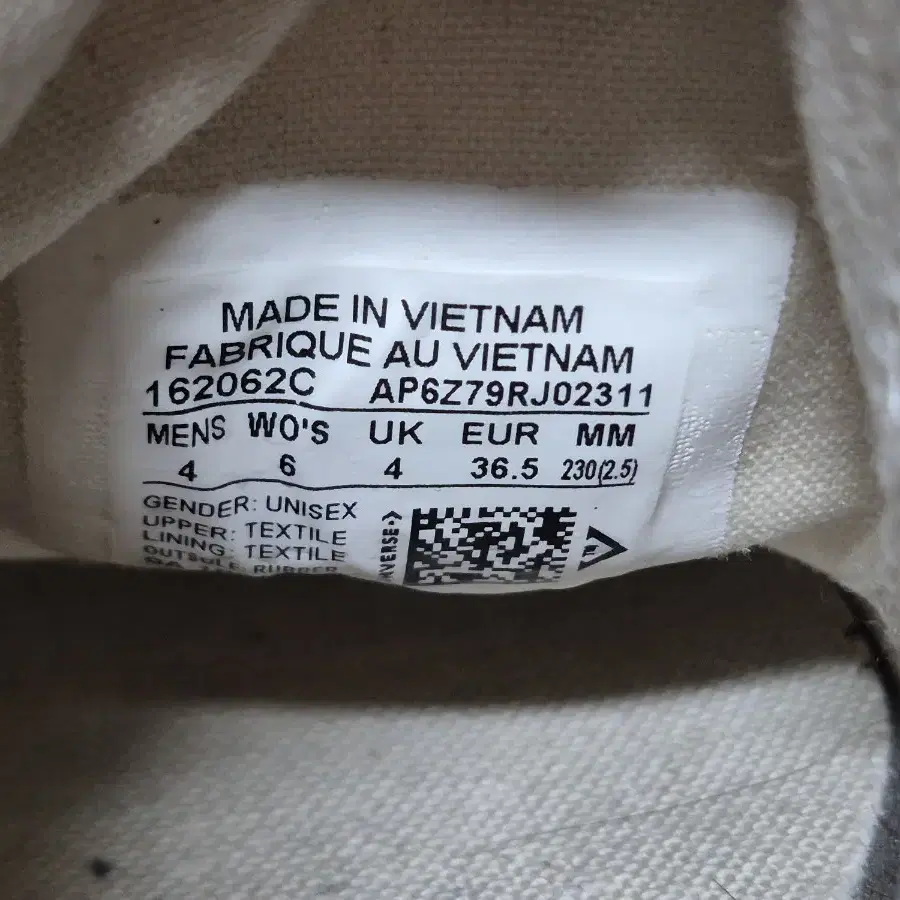 MADE IN VIETNAM
FABRIQUE AU VIETNAM
162062C AP6Z79RJ02311
MENS WO'S UK EUR MM
4 6 4 36.5 230(2.5)
GENDER: UNISEX
UPPER: TEXTILE
LINING: TEXTILE
OUTSOLE: RUBBER